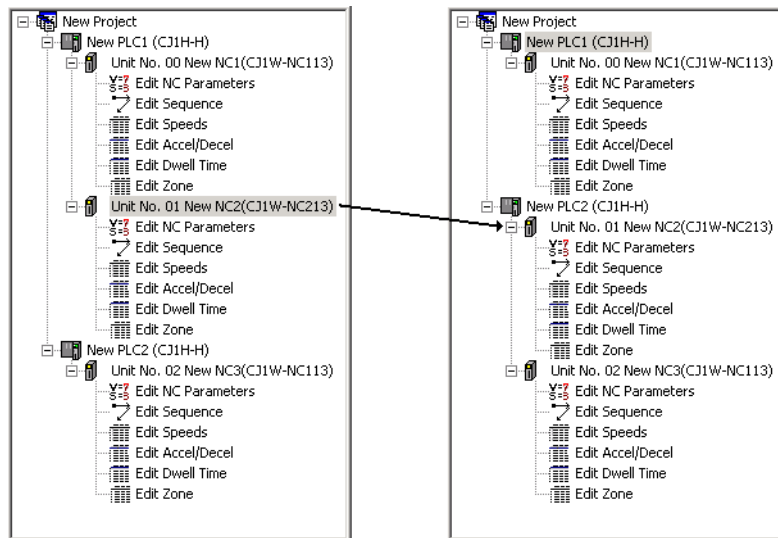 New Project
New PLC1 (CJ1H-H)
Unit No. 00 New NC1(CJ1W-NC113)
Edit NC Parameters
Edit Sequence
Edit Speeds
Edit Accel/Decel
Edit Dwell Time
Edit Zone
Unit No. 01 New NC2(CJ1W-NC213)
Edit NC Parameters
Edit Sequence
Edit Speeds
Edit Accel/Decel
Edit Dwell Time
Edit Zone
New PLC2 (CJ1H-H)
Unit No. 02 New NC3(CJ1W-NC113)
Edit NC Parameters
Edit Sequence
Edit Speeds
Edit Accel/Decel
Edit Dwell Time
Edit Zone
New Project
New PLC1 (CJ1H-H)
Unit No. 00 New NC1(CJ1W-NC113)
Edit NC Parameters
Edit Sequence
Edit Speeds
Edit Accel/Decel
Edit Dwell Time
Edit Zone
New PLC2 (CJ1H-H)
Unit No. 01 New NC2(CJ1W-NC213)
Edit NC Parameters
Edit Sequence
Edit Speeds
Edit Accel/Decel
Edit Dwell Time
Edit Zone
Unit No. 02 New NC3(CJ1W-NC113)
Edit NC Parameters
Edit Sequence
Edit Speeds
Edit Accel/Decel
Edit Dwell Time
Edit Zone